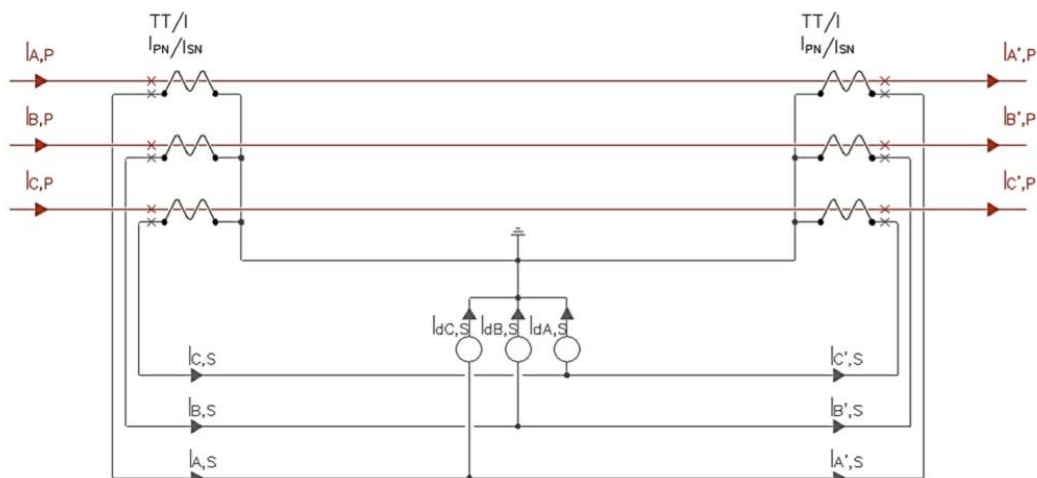 TT/I TT/I
IPN/ISN IPN/ISN
IA,P IA',P
IB,P IB',P
IC,P IC',P
IdC,S IdB,S IdA,S
IC,S IC',S
IB,S IB',S
IA,S IA',S